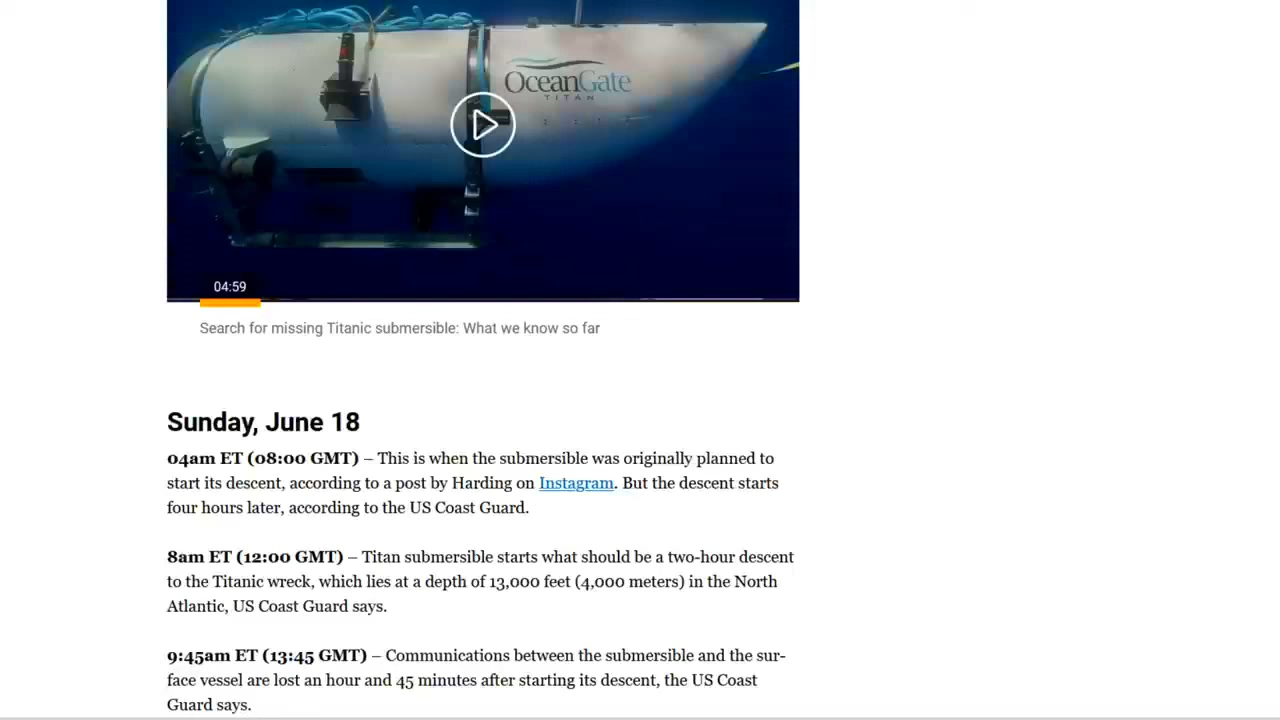 OceanGate
TITAN
04:59
Search for missing Titanic submersible: What we know so far
Sunday, June 18
04am ET (08:00 GMT) – This is when the submersible was originally planned to
start its descent, according to a post by Harding on Instagram. But the descent starts
four hours later, according to the US Coast Guard.
8am ET (12:00 GMT) – Titan submersible starts what should be a two-hour descent
to the Titanic wreck, which lies at a depth of 13,000 feet (4,000 meters) in the North
Atlantic, US Coast Guard says.
9:45am ET (13:45 GMT) – Communications between the submersible and the sur-
face vessel are lost an hour and 45 minutes after starting its descent, the US Coast
Guard says.